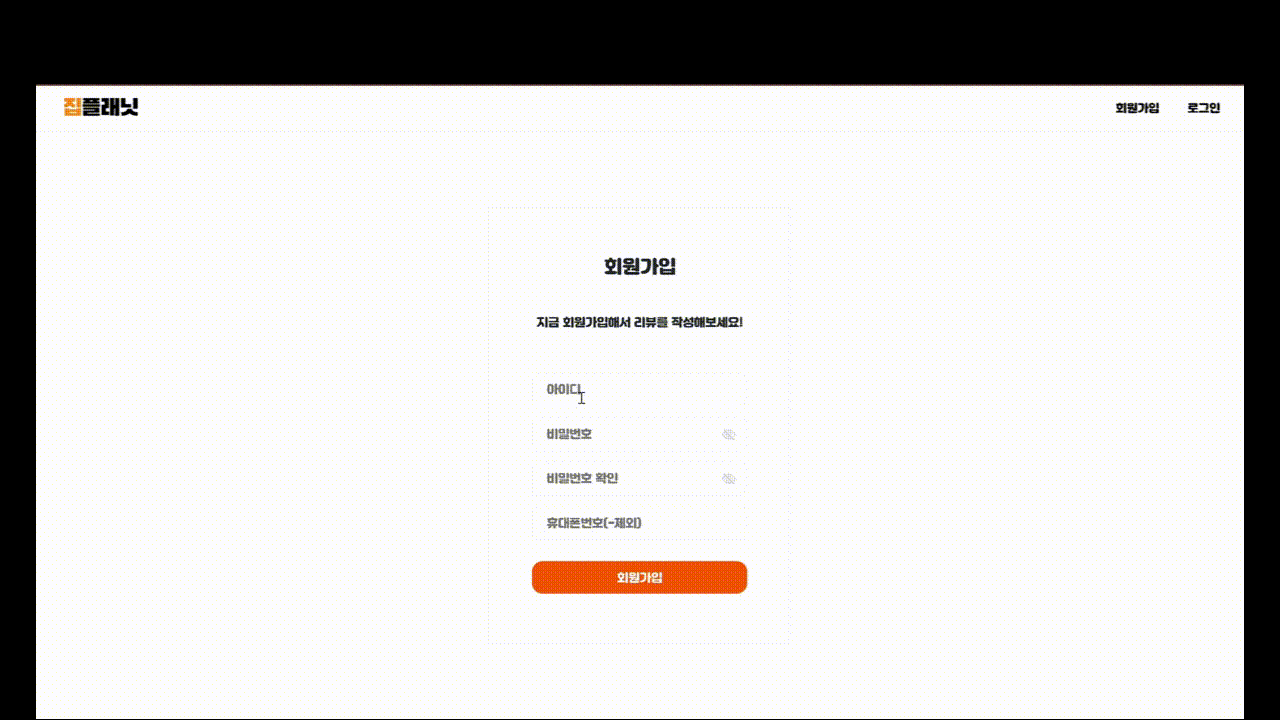 집플래닛
회원가입 로그인
회원가입
지금 회원가입해서 리뷰를 작성해보세요!
아이디
비밀번호
비밀번호 확인
휴대폰번호(-제외)
회원가입